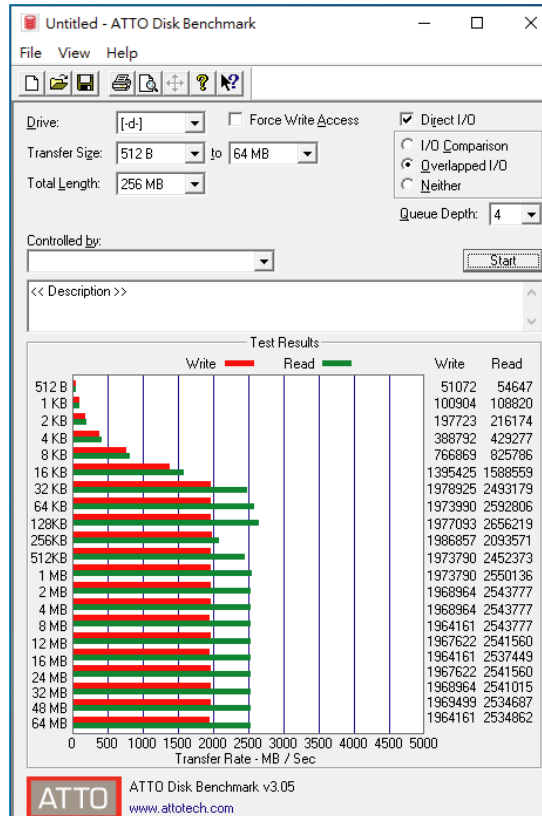 Untitled - ATTO Disk Benchmark
File View Help
Drive: [-d-] Force Write Access Direct I/O
Transfer Size: 512 B to 64 MB I/O Comparison
Overlapped I/O
Total Length: 256 MB Neither
Queue Depth: 4
Controlled by:
Start
<< Description >>
Test Results
Write Read Write Read
512 B 51072 54647
1 KB 100904 108820
2 KB 197723 216174
4 KB 388792 429277
8 KB 766869 825786
16 KB 1395425 1588559
32 KB 1978925 2493179
64 KB 1973990 2592806
128KB 1977093 2656219
256KB 1986857 2093571
512KB 1973790 2452373
1 MB 1973790 2550136
2 MB 1968964 2543777
4 MB 1968964 2543777
8 MB 1964161 2543777
12 MB 1967622 2541560
16 MB 1964161 2537449
24 MB 1967622 2541560
32 MB 1968964 2541015
48 MB 1969499 2534687
64 MB 1964161 2534862
0 500 1000 1500 2000 2500 3000 3500 4000 4500 5000
Transfer Rate - MB / Sec
ATTO
ATTO Disk Benchmark v3.05
www.attotech.com